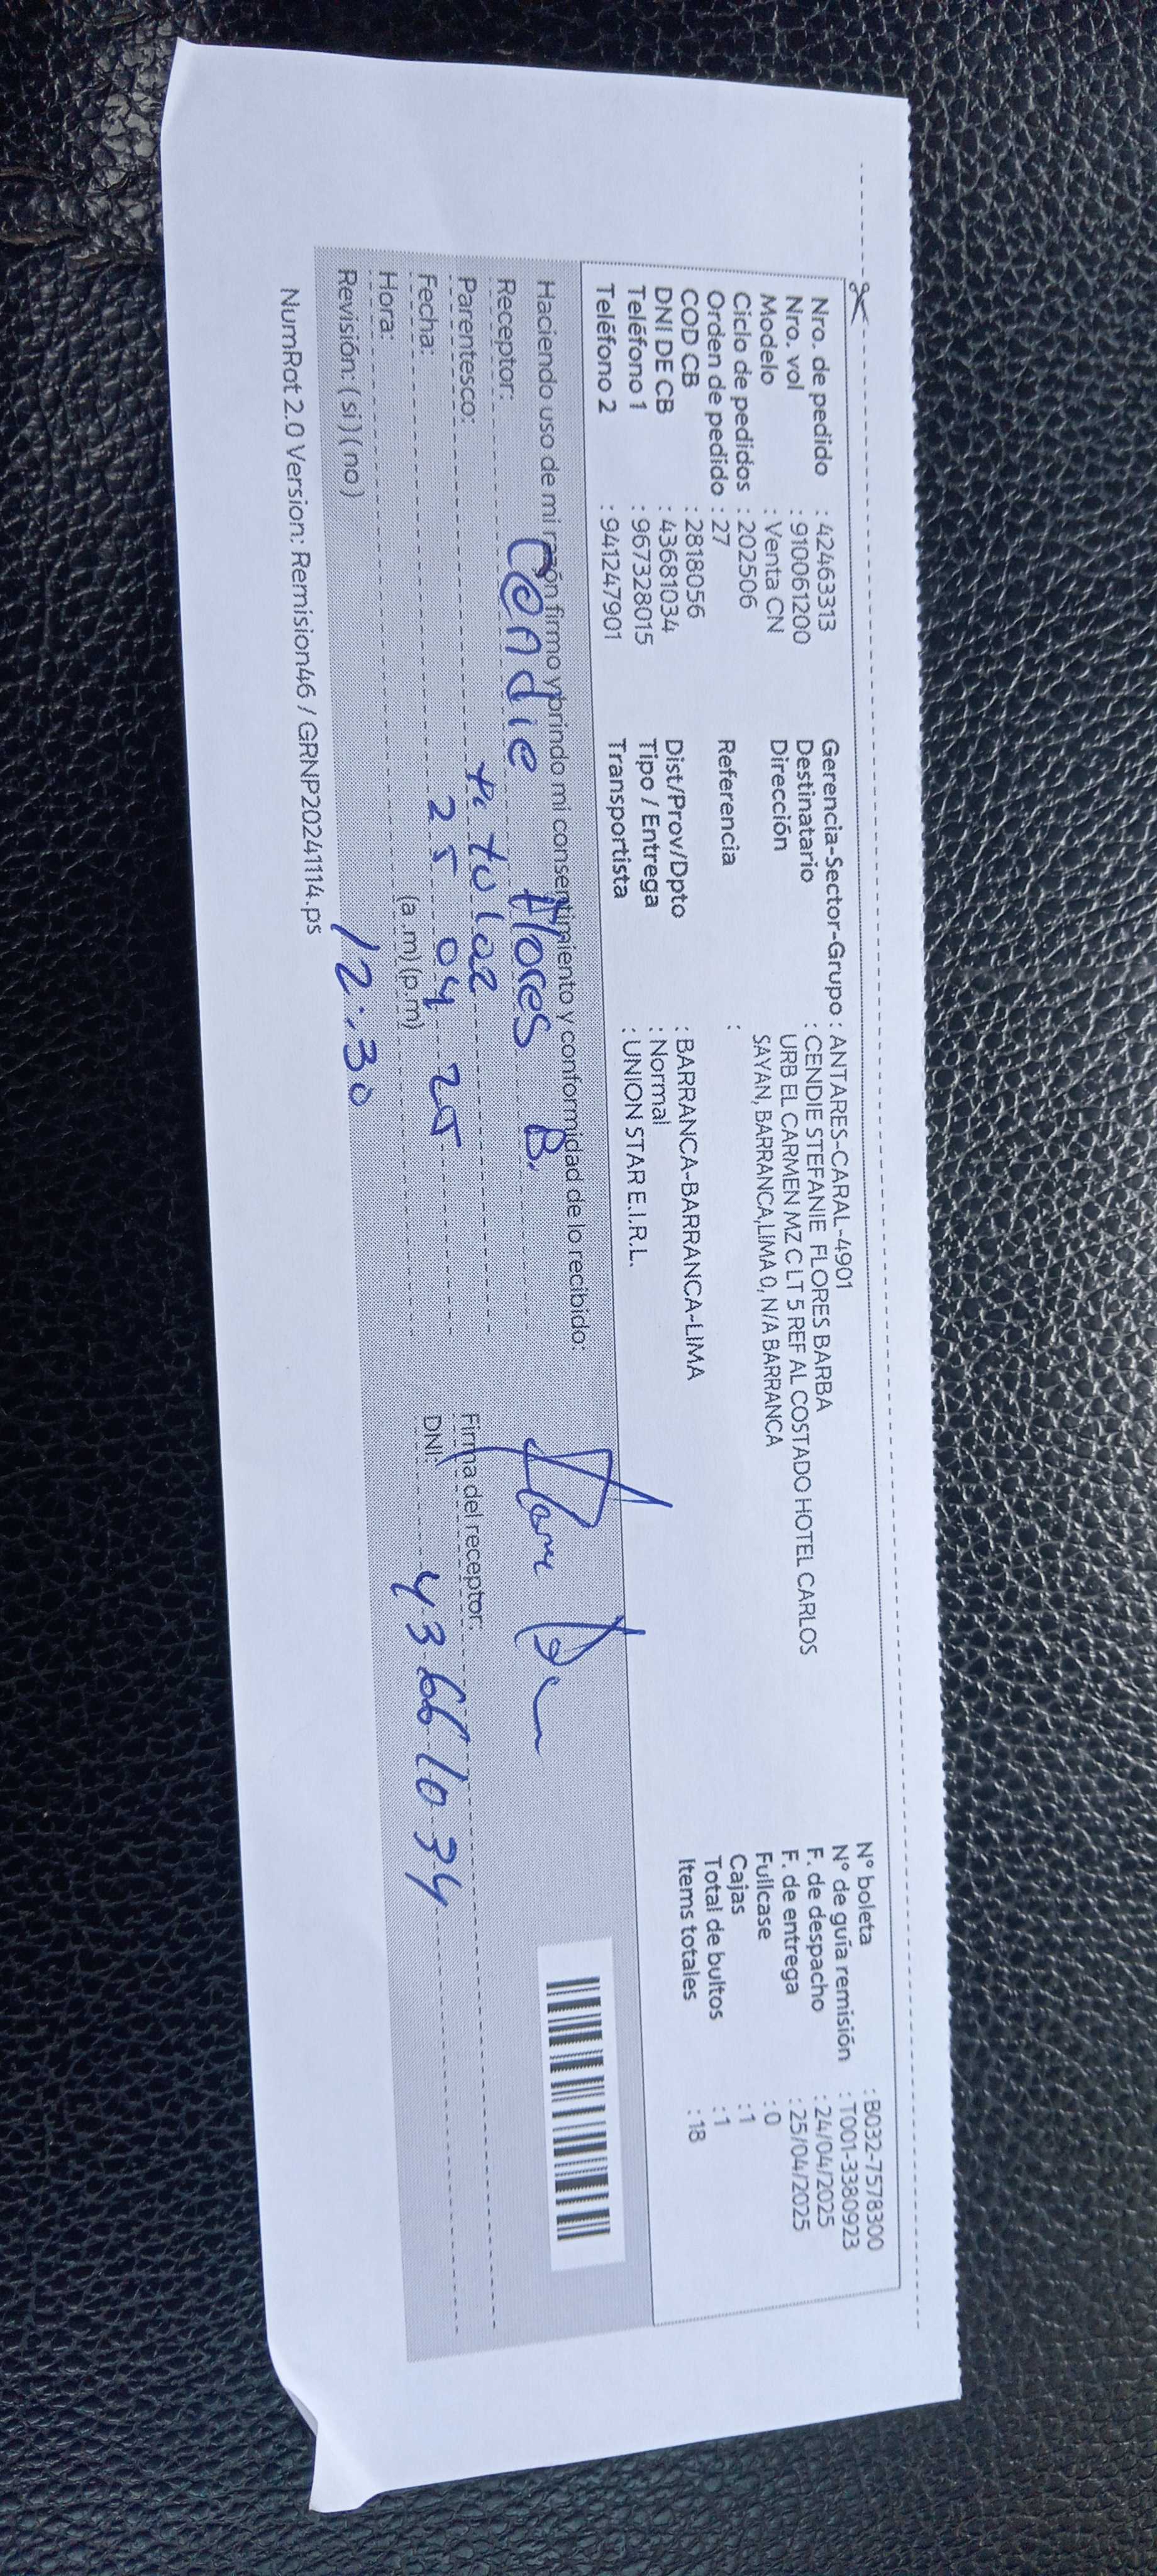 Nro. de pedido : 42463313
Nro. vol : 910061200
Modelo : Venta CN
Ciclo de pedidos : 202506
Orden de pedido : 27
COD CB : 2818056
DNI DE CB : 43681034
Teléfono 1 : 967328015
Teléfono 2 : 941247901
Gerencia-Sector-Grupo : ANTARES-CARAL-4901
Destinatario : CENDIE STEFANIE FLORES BARBA
Dirección URB EL CARMEN MZ C LT 5 REF AL COSTADO HOTEL CARLOS
SAYAN, BARRANCA,LIMA 0, N/A BARRANCA
Referencia :
Dist/Prov/Dpto : BARRANCA-BARRANCA-LIMA
Tipo / Entrega : Normal
Transportista : UNION STAR E.I.R.L.
N° boleta : B032-7578300
N° de guía remisión : T001-3380923
F. de despacho : 24/04/2025
F. de entrega : 25/04/2025
Fullcase : 0
Cajas : 1
Total de bultos : 1
Items totales : 18
Haciendo uso de mi razón firmo y brindo mi consentimiento y conformidad de lo recibido:
Receptor: Cendie Flores B.
Parentesco: titular
Fecha: 25 04 25
Hora: (a .m) (p.m) 12:30
Revisión: ( si ) ( no )
Firma del receptor:
DNI: 43661034
NumRot 2.0 Version: Remision46 / GRNP20241114.ps